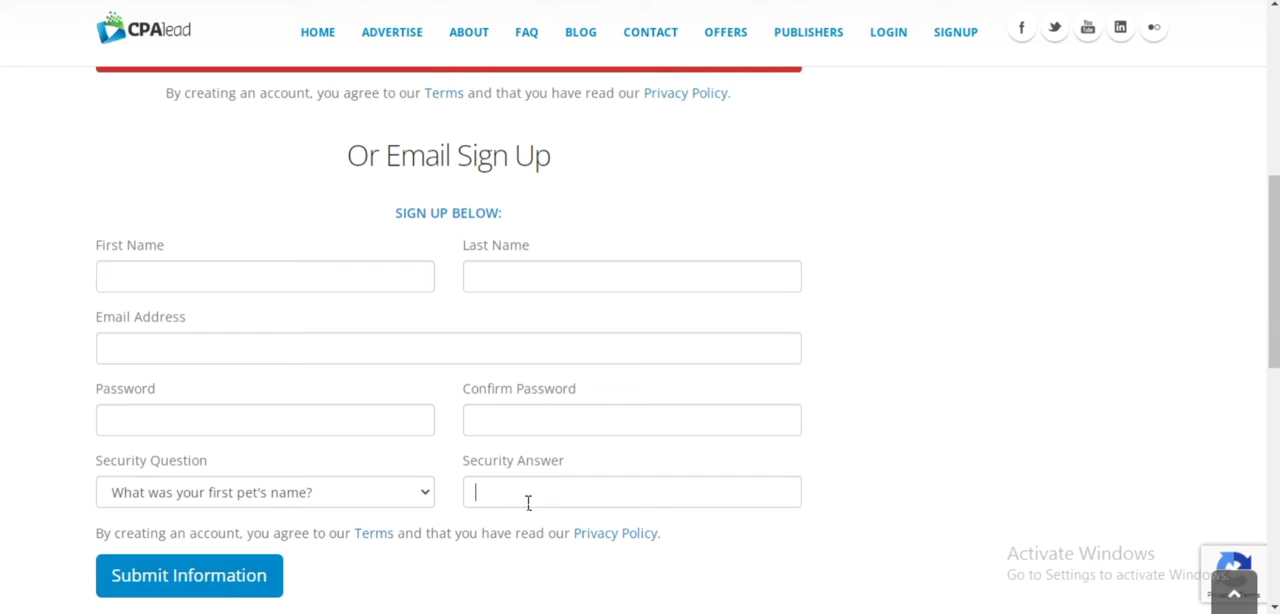 CPAlead
HOME ADVERTISE ABOUT FAQ BLOG CONTACT OFFERS PUBLISHERS LOGIN SIGNUP
By creating an account, you agree to our Terms and that you have read our Privacy Policy.
Or Email Sign Up
SIGN UP BELOW:
First Name Last Name
Email Address
Password Confirm Password
Security Question Security Answer
What was your first pet's name?
By creating an account, you agree to our Terms and that you have read our Privacy Policy.
Submit Information
Activate Windows
Go to Settings to activate Windows.